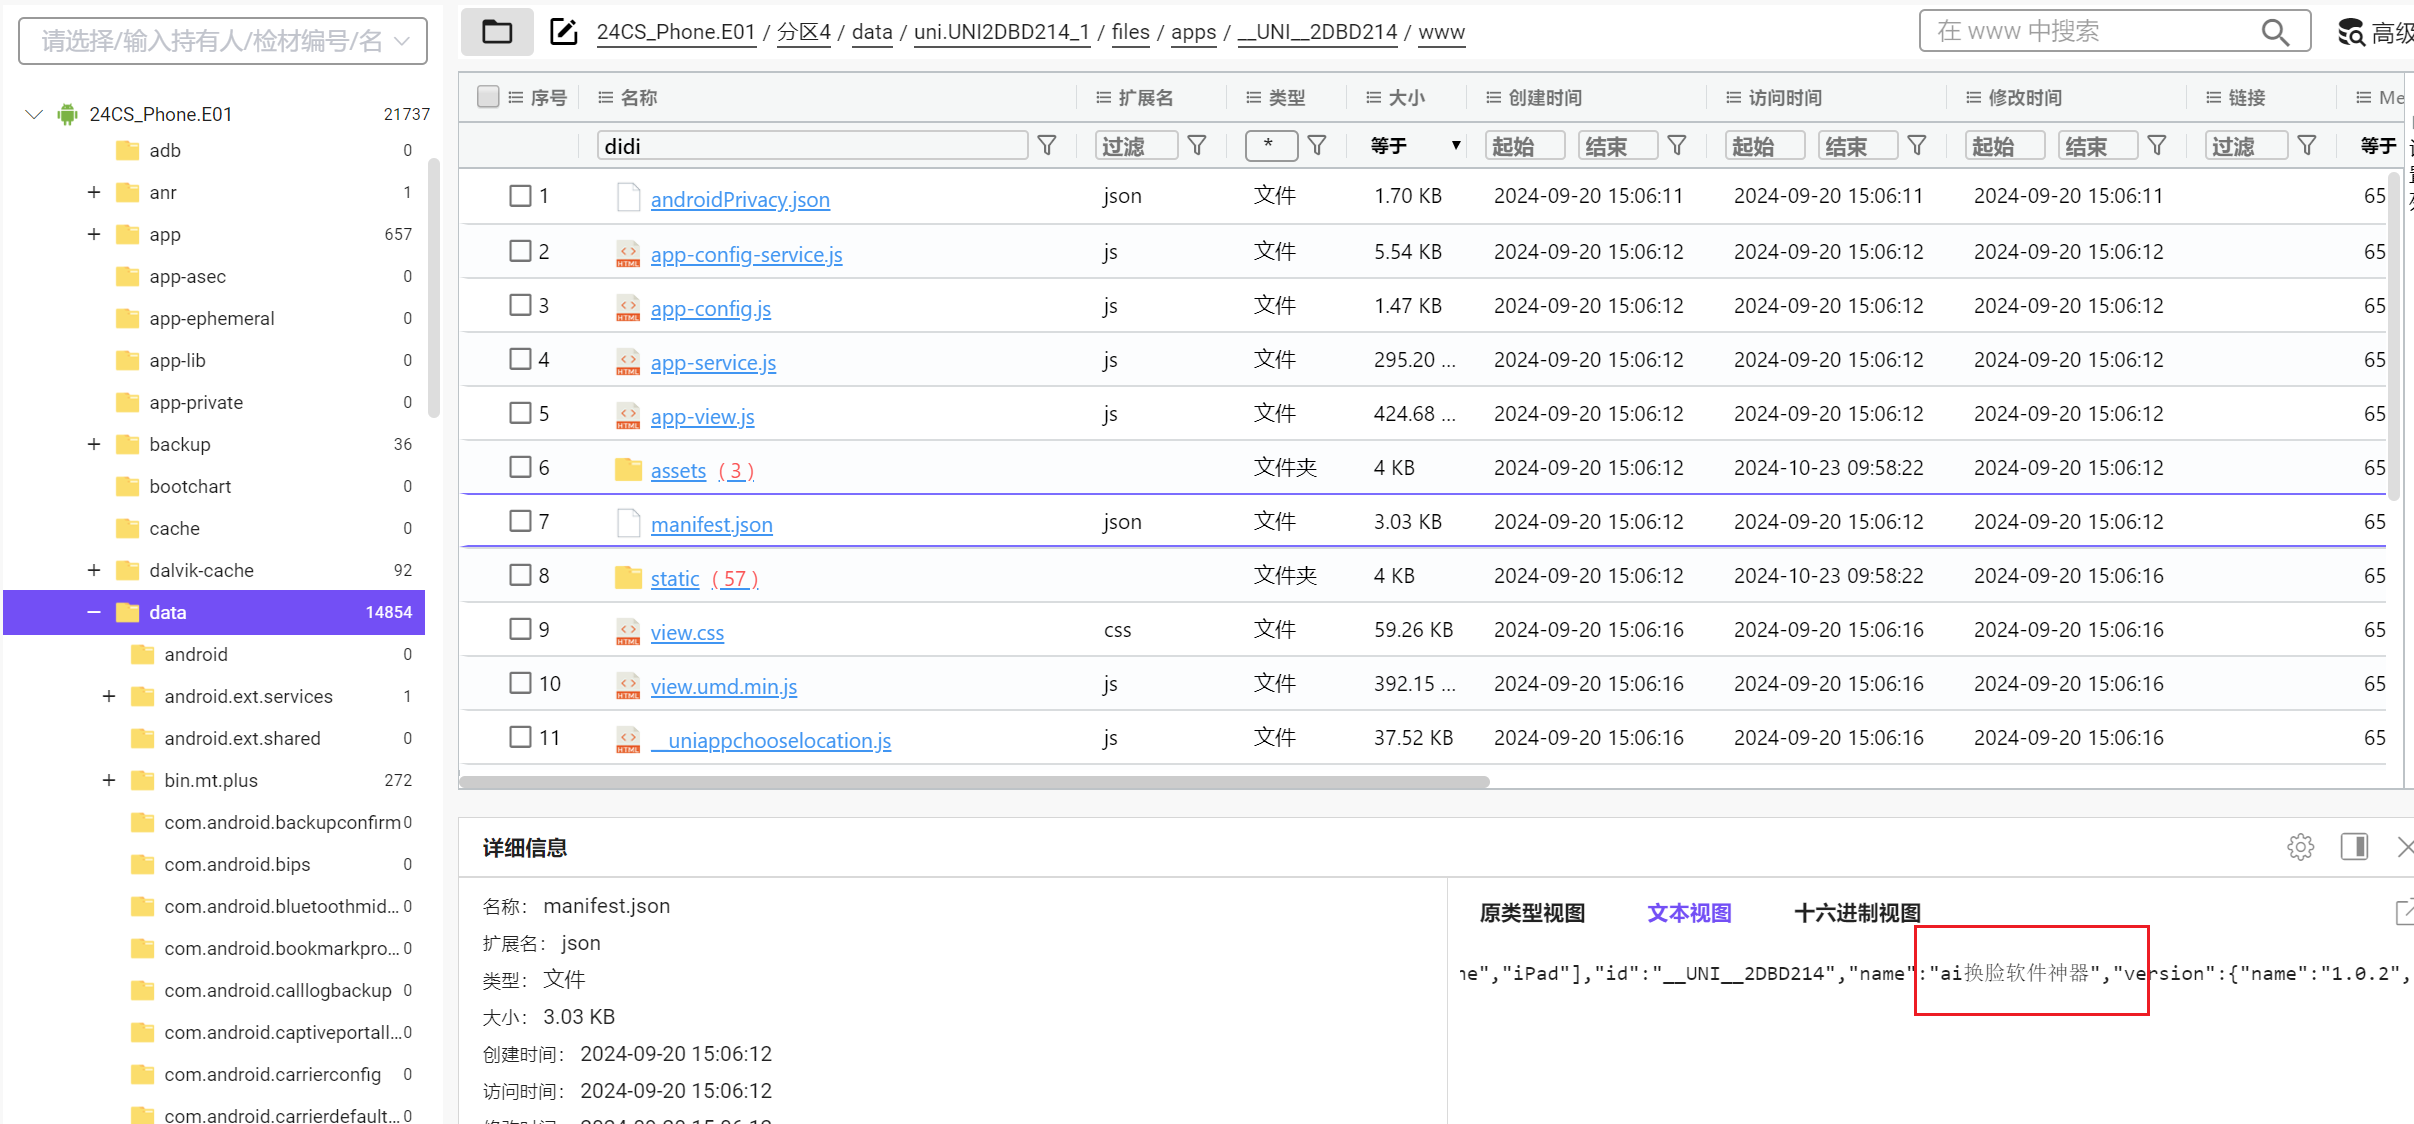 请选择/输入持有人/检材编号/名
24CS_Phone.E01 / 分区4 / data / uni.UNI2DBD214_1 / files / apps / __UNI__2DBD214 / www
在 www 中搜索
高级
24CS_Phone.E01 21737
adb 0
anr 1
app 657
app-asec 0
app-ephemeral 0
app-lib 0
app-private 0
backup 36
bootchart 0
cache 0
dalvik-cache 92
data 14854
android 0
android.ext.services 1
android.ext.shared 0
bin.mt.plus 272
com.android.backupconfirm 0
com.android.bips 0
com.android.bluetoothmid... 0
com.android.bookmarkpro... 0
com.android.calllogbackup 0
com.android.captiveportall... 0
com.android.carrierconfig 0
com.android.carrierdefault... 0
序号 名称 扩展名 类型 大小 创建时间 访问时间 修改时间 链接 Me
didi 过滤 * 等于 ▼ 起始 结束 起始 结束 起始 结束 过滤 等于
1 androidPrivacy.json json 文件 1.70 KB 2024-09-20 15:06:11 2024-09-20 15:06:11 2024-09-20 15:06:11 65
2 app-config-service.js js 文件 5.54 KB 2024-09-20 15:06:12 2024-09-20 15:06:12 2024-09-20 15:06:12 65
3 app-config.js js 文件 1.47 KB 2024-09-20 15:06:12 2024-09-20 15:06:12 2024-09-20 15:06:12 65
4 app-service.js js 文件 295.20 ... 2024-09-20 15:06:12 2024-09-20 15:06:12 2024-09-20 15:06:12 65
5 app-view.js js 文件 424.68 ... 2024-09-20 15:06:12 2024-09-20 15:06:12 2024-09-20 15:06:12 65
6 assets ( 3 ) 文件夹 4 KB 2024-09-20 15:06:12 2024-10-23 09:58:22 2024-09-20 15:06:12 65
7 manifest.json json 文件 3.03 KB 2024-09-20 15:06:12 2024-09-20 15:06:12 2024-09-20 15:06:12 65
8 static ( 57 ) 文件夹 4 KB 2024-09-20 15:06:12 2024-10-23 09:58:22 2024-09-20 15:06:16 65
9 view.css css 文件 59.26 KB 2024-09-20 15:06:16 2024-09-20 15:06:16 2024-09-20 15:06:16 65
10 view.umd.min.js js 文件 392.15 ... 2024-09-20 15:06:16 2024-09-20 15:06:16 2024-09-20 15:06:16 65
11 __uniappchooselocation.js js 文件 37.52 KB 2024-09-20 15:06:16 2024-09-20 15:06:16 2024-09-20 15:06:16 65
详细信息
名称： manifest.json
扩展名： json
类型： 文件
大小： 3.03 KB
创建时间： 2024-09-20 15:06:12
访问时间： 2024-09-20 15:06:12
原类型视图 文本视图 十六进制视图
ne","iPad"],"id":"__UNI__2DBD214","name":"ai换脸软件神器","version":{"name":"1.0.2",